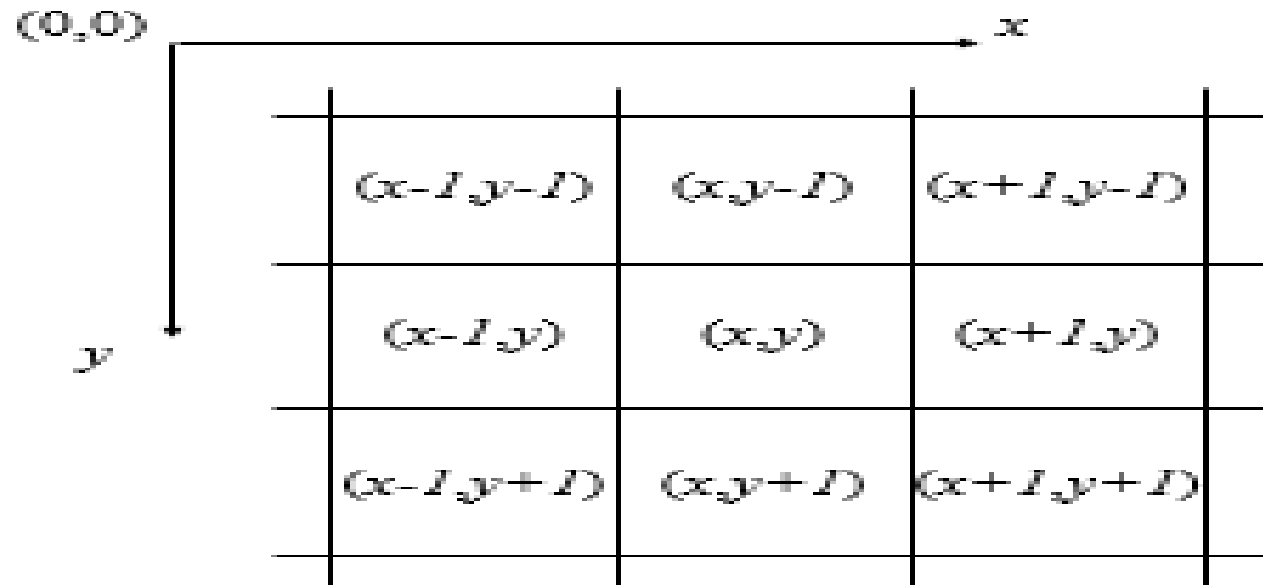 (0,0) x
(x-1,y-1) (x,y-1) (x+1,y-1)
(x-1,y) (x,y) (x+1,y)
y
(x-1,y+1) (x,y+1) (x+1,y+1)